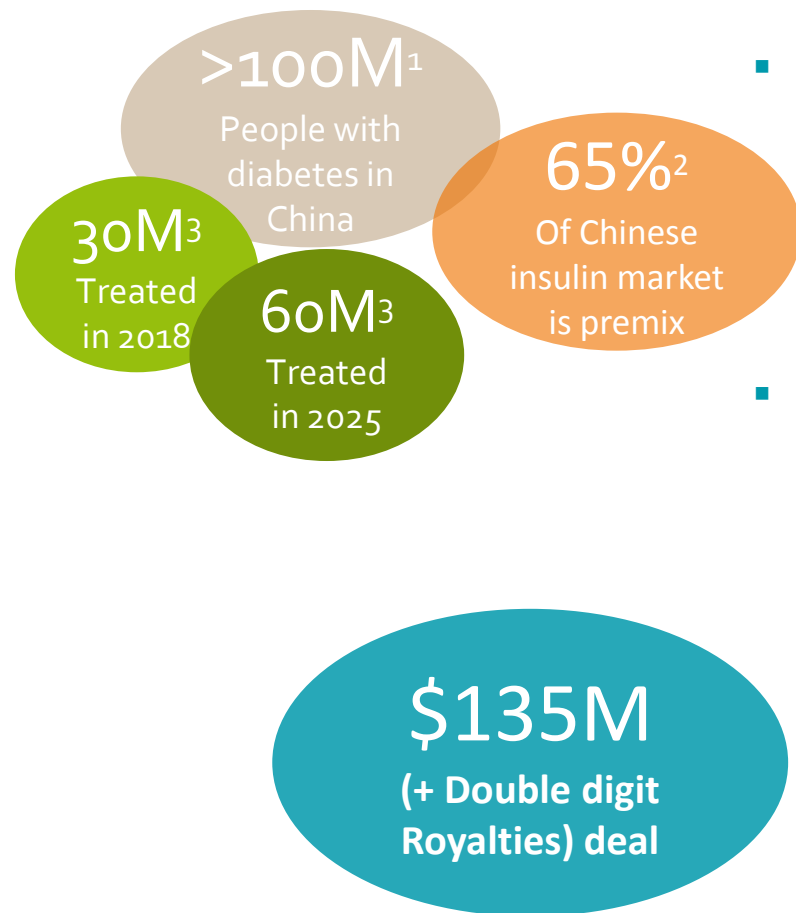 >100M¹
People with
diabetes in
China
65%²
Of Chinese
insulin market
is premix
30M³
Treated
in 2018
60M³
Treated
in 2025
$135M
(+ Double digit
Royalties) deal